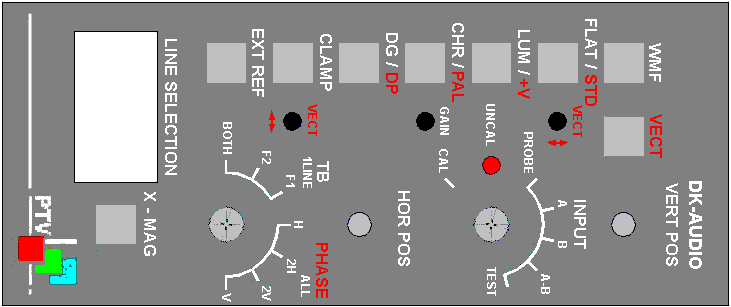 DK-AUDIO
VERT POS
HOR POS
WMF
FLAT / STD
LUM / +V
CHR / PAL
DG / DP
CLAMP
EXT REF
LINE SELECTION
VECT
VECT
UNCAL
GAIN
CAL
VECT
PROBE
A
B
A-B
TEST
INPUT
TB
1LINE
F1
F2
BOTH
H
2H
ALL
2V
V
PHASE
X - MAG
PTV